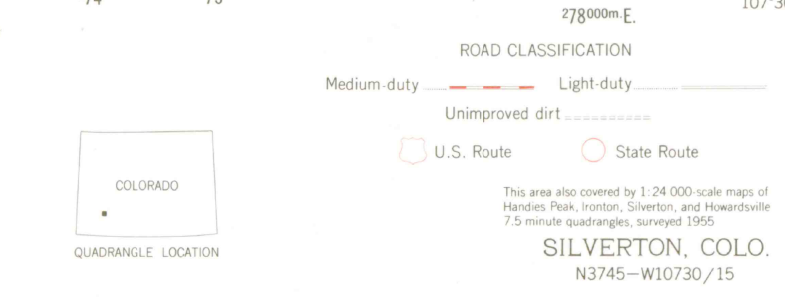 278000m.E.
ROAD CLASSIFICATION
Medium-duty Light-duty
Unimproved dirt
U.S. Route State Route
COLORADO
QUADRANGLE LOCATION
This area also covered by 1:24 000-scale maps of
Handies Peak, Ironton, Silverton, and Howardsville
7.5 minute quadrangles, surveyed 1955
SILVERTON, COLO.
N3745—W10730/15